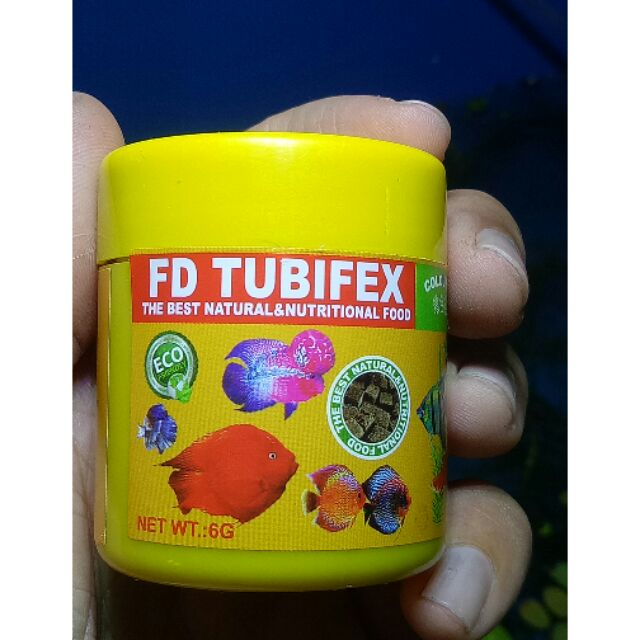 FD TUBIFEX
THE BEST NATURAL&NUTRITIONAL FOOD
ECO
THE BEST NATURAL&NUTRITIONAL FOOD
NET WT.:6G